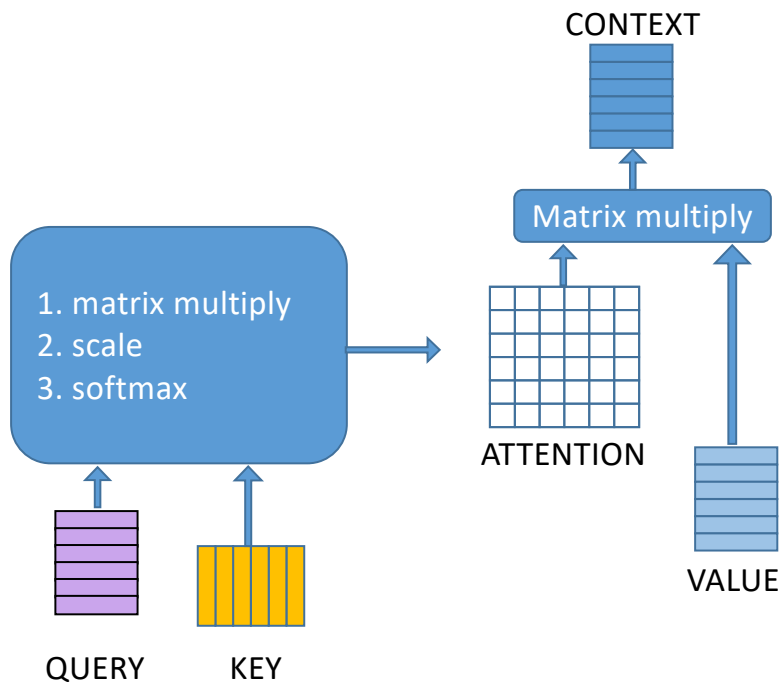 CONTEXT
Matrix multiply
1. matrix multiply
2. scale
3. softmax
ATTENTION
VALUE
QUERY
KEY